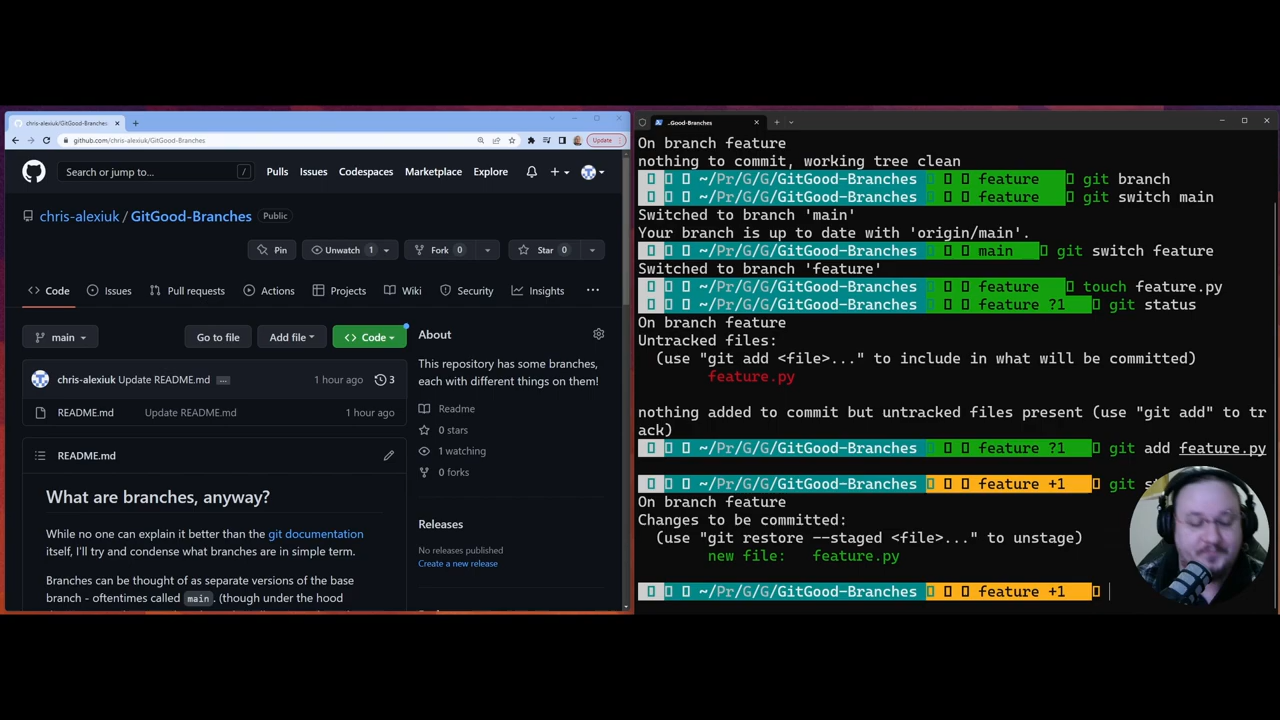 chris-alexiuk/GitGood-Branches
github.com/chris-alexiuk/GitGood-Branches
Update
Search or jump to...
/
Pulls
Issues
Codespaces
Marketplace
Explore
chris-alexiuk / GitGood-Branches
Public
Pin
Unwatch 1
Fork 0
Star 0
<> Code
Issues
Pull requests
Actions
Projects
Wiki
Security
Insights
...
main
Go to file
Add file
<> Code
chris-alexiuk Update README.md ...
1 hour ago
3
README.md
Update README.md
1 hour ago
README.md
What are branches, anyway?
While no one can explain it better than the git documentation
itself, I'll try and condense what branches are in simple term.
Branches can be thought of as separate versions of the base
branch - oftentimes called main. (though under the hood
About
This repository has some branches,
each with different things on them!
Readme
0 stars
1 watching
0 forks
Releases
No releases published
Create a new release
..Good-Branches
On branch feature
nothing to commit, working tree clean
~/Pr/G/G/GitGood-Branches feature git branch
~/Pr/G/G/GitGood-Branches feature git switch main
Switched to branch 'main'
Your branch is up to date with 'origin/main'.
~/Pr/G/G/GitGood-Branches main git switch feature
Switched to branch 'feature'
~/Pr/G/G/GitGood-Branches feature touch feature.py
~/Pr/G/G/GitGood-Branches feature ?1 git status
On branch feature
Untracked files:
(use "git add <file>..." to include in what will be committed)
feature.py
nothing added to commit but untracked files present (use "git add" to tr
ack)
~/Pr/G/G/GitGood-Branches feature ?1 git add feature.py
~/Pr/G/G/GitGood-Branches feature +1 git s
On branch feature
Changes to be committed:
(use "git restore --staged <file>..." to unstage)
new file: feature.py
~/Pr/G/G/GitGood-Branches feature +1